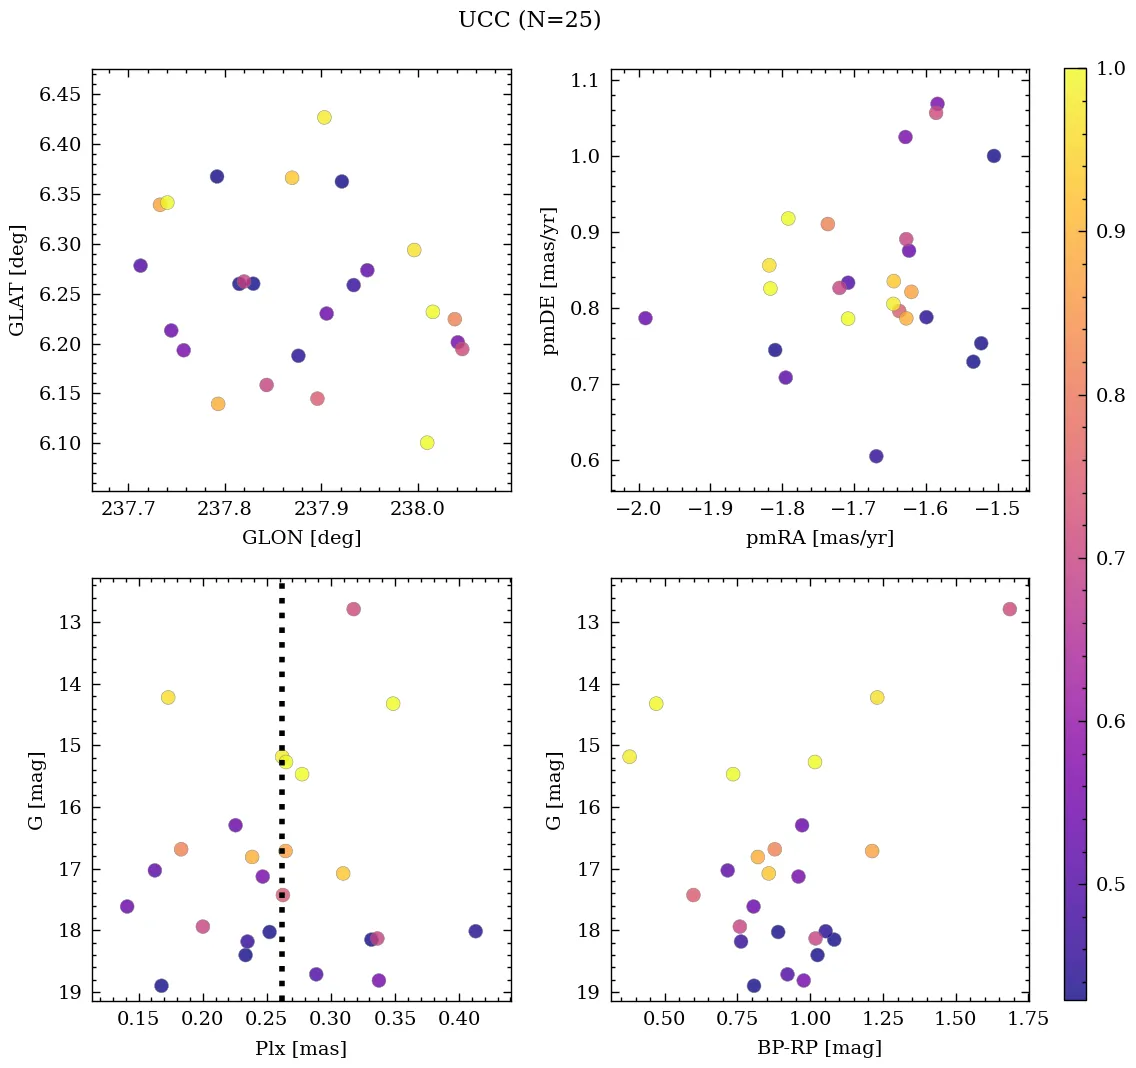 UCC (N=25)
6.45
6.40
6.35
6.30
6.25
6.20
6.15
6.10
GLAT [deg]
237.7 237.8 237.9 238.0
GLON [deg]
1.1
1.0
0.9
0.8
0.7
0.6
pmDE [mas/yr]
−2.0 −1.9 −1.8 −1.7 −1.6 −1.5
pmRA [mas/yr]
13
14
15
16
17
18
19
G [mag]
0.15 0.20 0.25 0.30 0.35 0.40
Plx [mas]
13
14
15
16
17
18
19
G [mag]
0.50 0.75 1.00 1.25 1.50 1.75
BP-RP [mag]
1.0
0.9
0.8
0.7
0.6
0.5